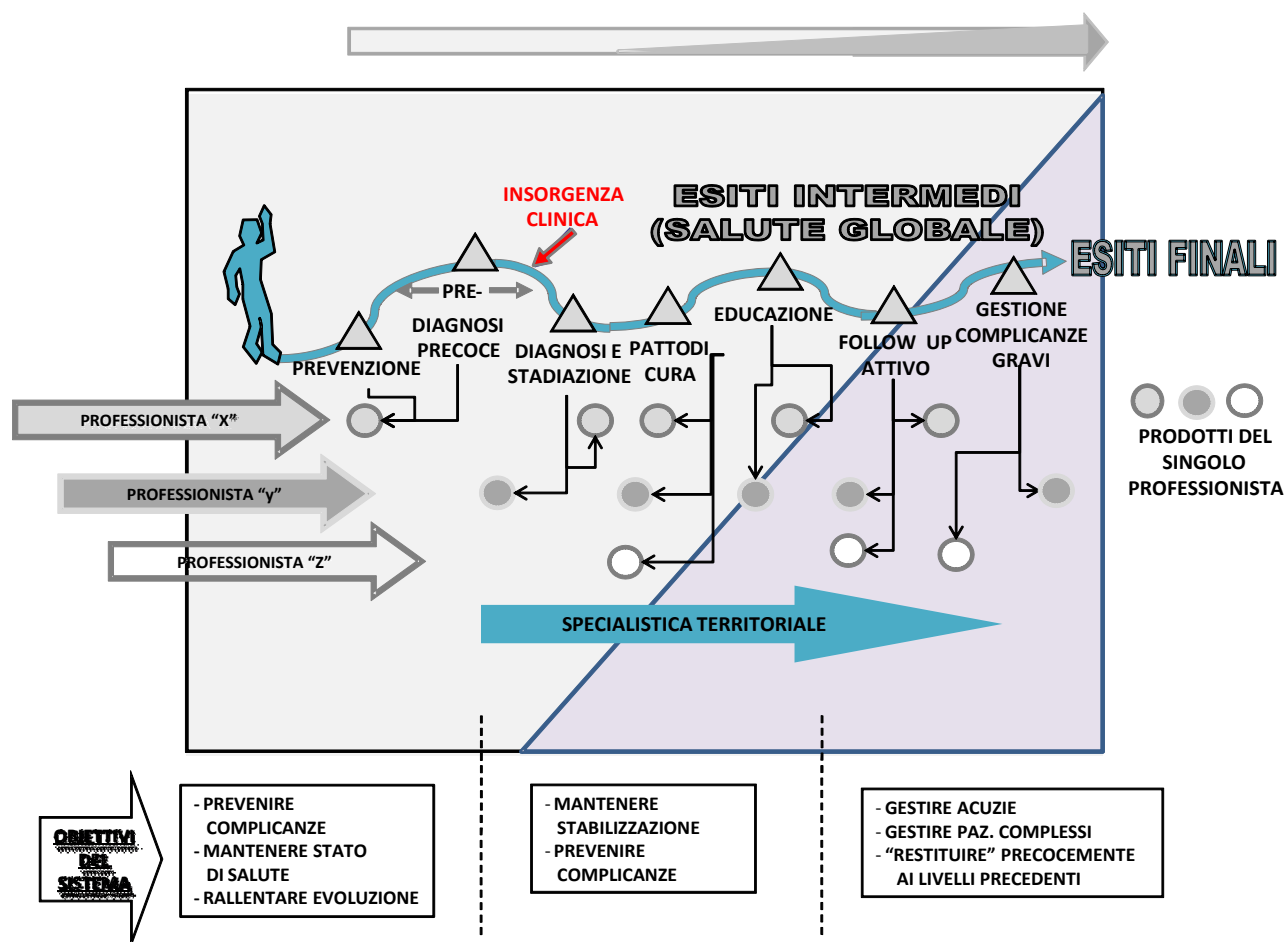 INSORGENZA
CLINICA
ESITI INTERMEDI
(SALUTE GLOBALE)
ESITI FINALI
PRE-
PREVENZIONE
DIAGNOSI
PRECOCE
DIAGNOSI E
STADIAZIONE
PATTODI
CURA
EDUCAZIONE
FOLLOW UP
ATTIVO
GESTIONE
COMPLICANZE
GRAVI
PROFESSIONISTA "X"
PROFESSIONISTA "y"
PROFESSIONISTA "Z"
PRODOTTI DEL
SINGOLO
PROFESSIONISTA
SPECIALISTICA TERRITORIALE
OBIETTIVI
DEL
SISTEMA
- PREVENIRE
COMPLICANZE
- MANTENERE STATO
DI SALUTE
- RALLENTARE EVOLUZIONE
- MANTENERE
STABILIZZAZIONE
- PREVENIRE
COMPLICANZE
- GESTIRE ACUZIE
- GESTIRE PAZ. COMPLESSI
- "RESTITUIRE" PRECOCEMENTE
AI LIVELLI PRECEDENTI